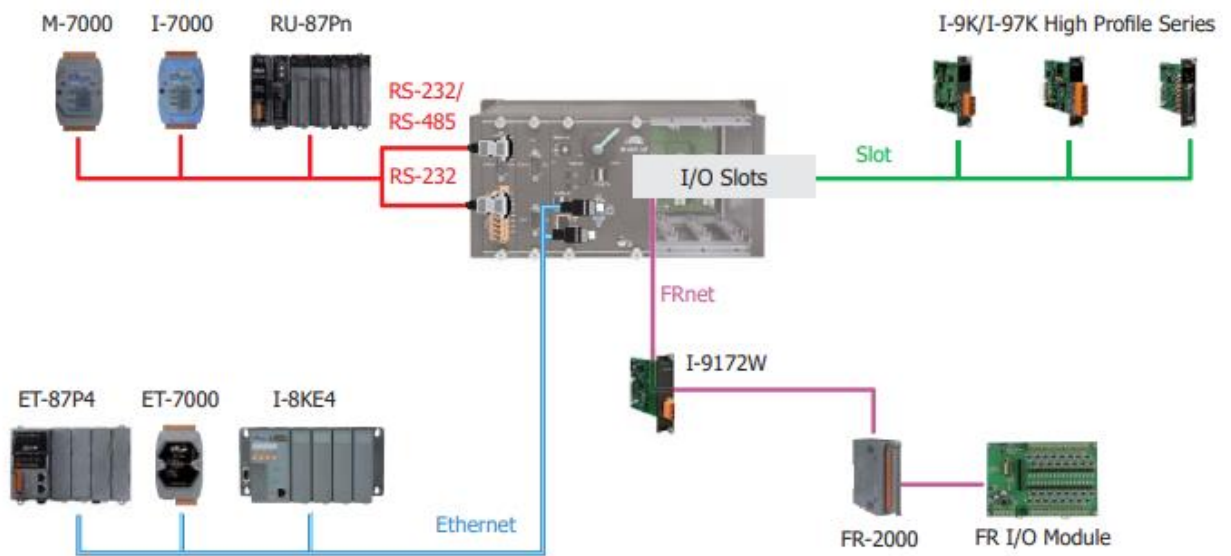 M-7000
I-7000
RU-87Pn
I-9K/I-97K High Profile Series
RS-232/
RS-485
RS-232
I/O Slots
Slot
FRnet
I-9172W
ET-87P4
ET-7000
I-8KE4
Ethernet
FR-2000
FR I/O Module